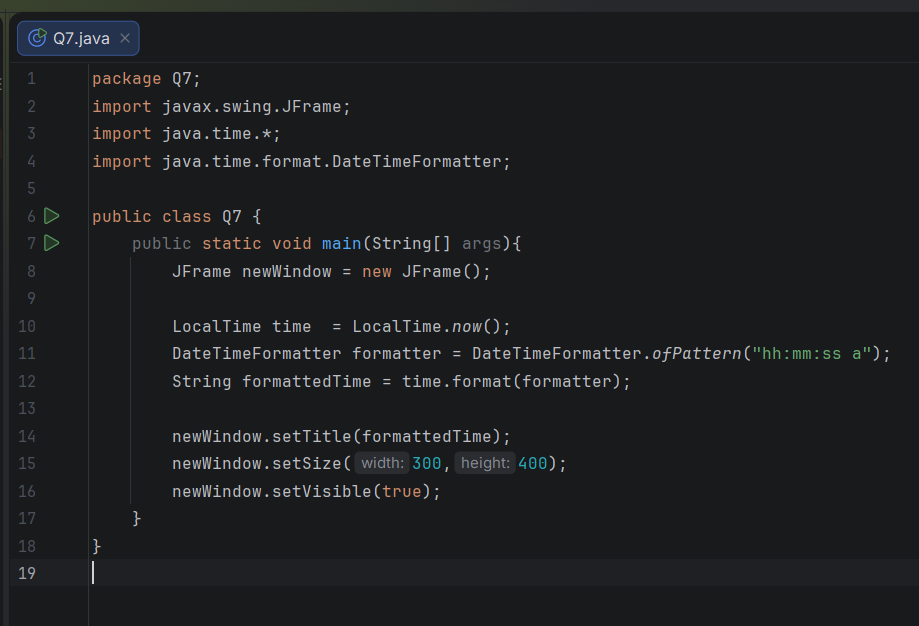 Q7.java
1 package Q7;
2 import javax.swing.JFrame;
3 import java.time.*;
4 import java.time.format.DateTimeFormatter;
5
6 public class Q7 {
7     public static void main(String[] args){
8         JFrame newWindow = new JFrame();
9
10         LocalTime time  = LocalTime.now();
11         DateTimeFormatter formatter = DateTimeFormatter.ofPattern("hh:mm:ss a");
12         String formattedTime = time.format(formatter);
13
14         newWindow.setTitle(formattedTime);
15         newWindow.setSize( width: 300, height: 400);
16         newWindow.setVisible(true);
17     }
18 }
19